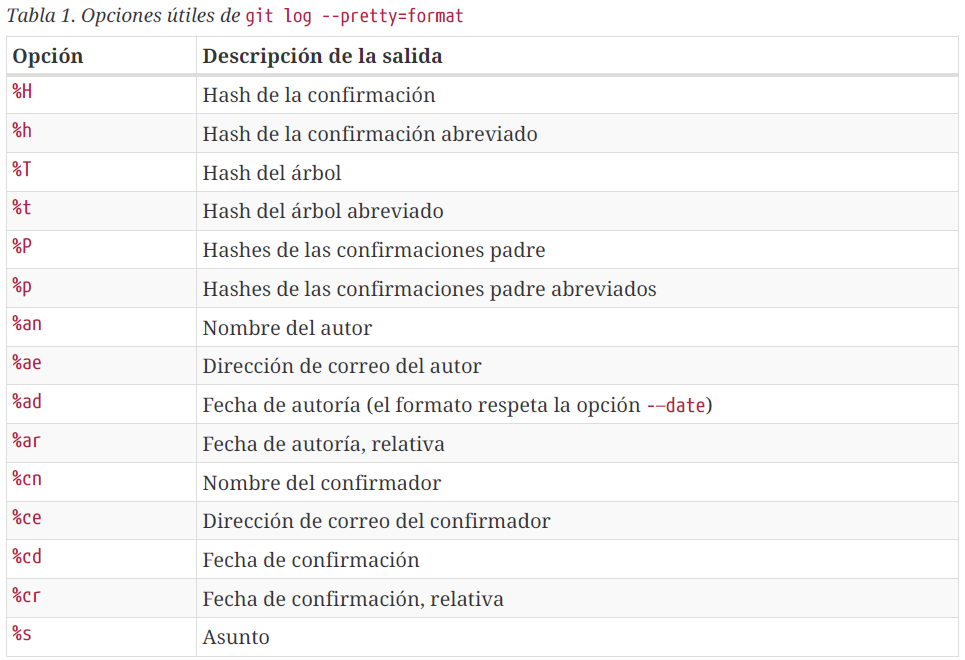 Tabla 1. Opciones útiles de git log --pretty=format
Opción Descripción de la salida
%H Hash de la confirmación
%h Hash de la confirmación abreviado
%T Hash del árbol
%t Hash del árbol abreviado
%P Hashes de las confirmaciones padre
%p Hashes de las confirmaciones padre abreviados
%an Nombre del autor
%ae Dirección de correo del autor
%ad Fecha de autoría (el formato respeta la opción -–date)
%ar Fecha de autoría, relativa
%cn Nombre del confirmador
%ce Dirección de correo del confirmador
%cd Fecha de confirmación
%cr Fecha de confirmación, relativa
%s Asunto